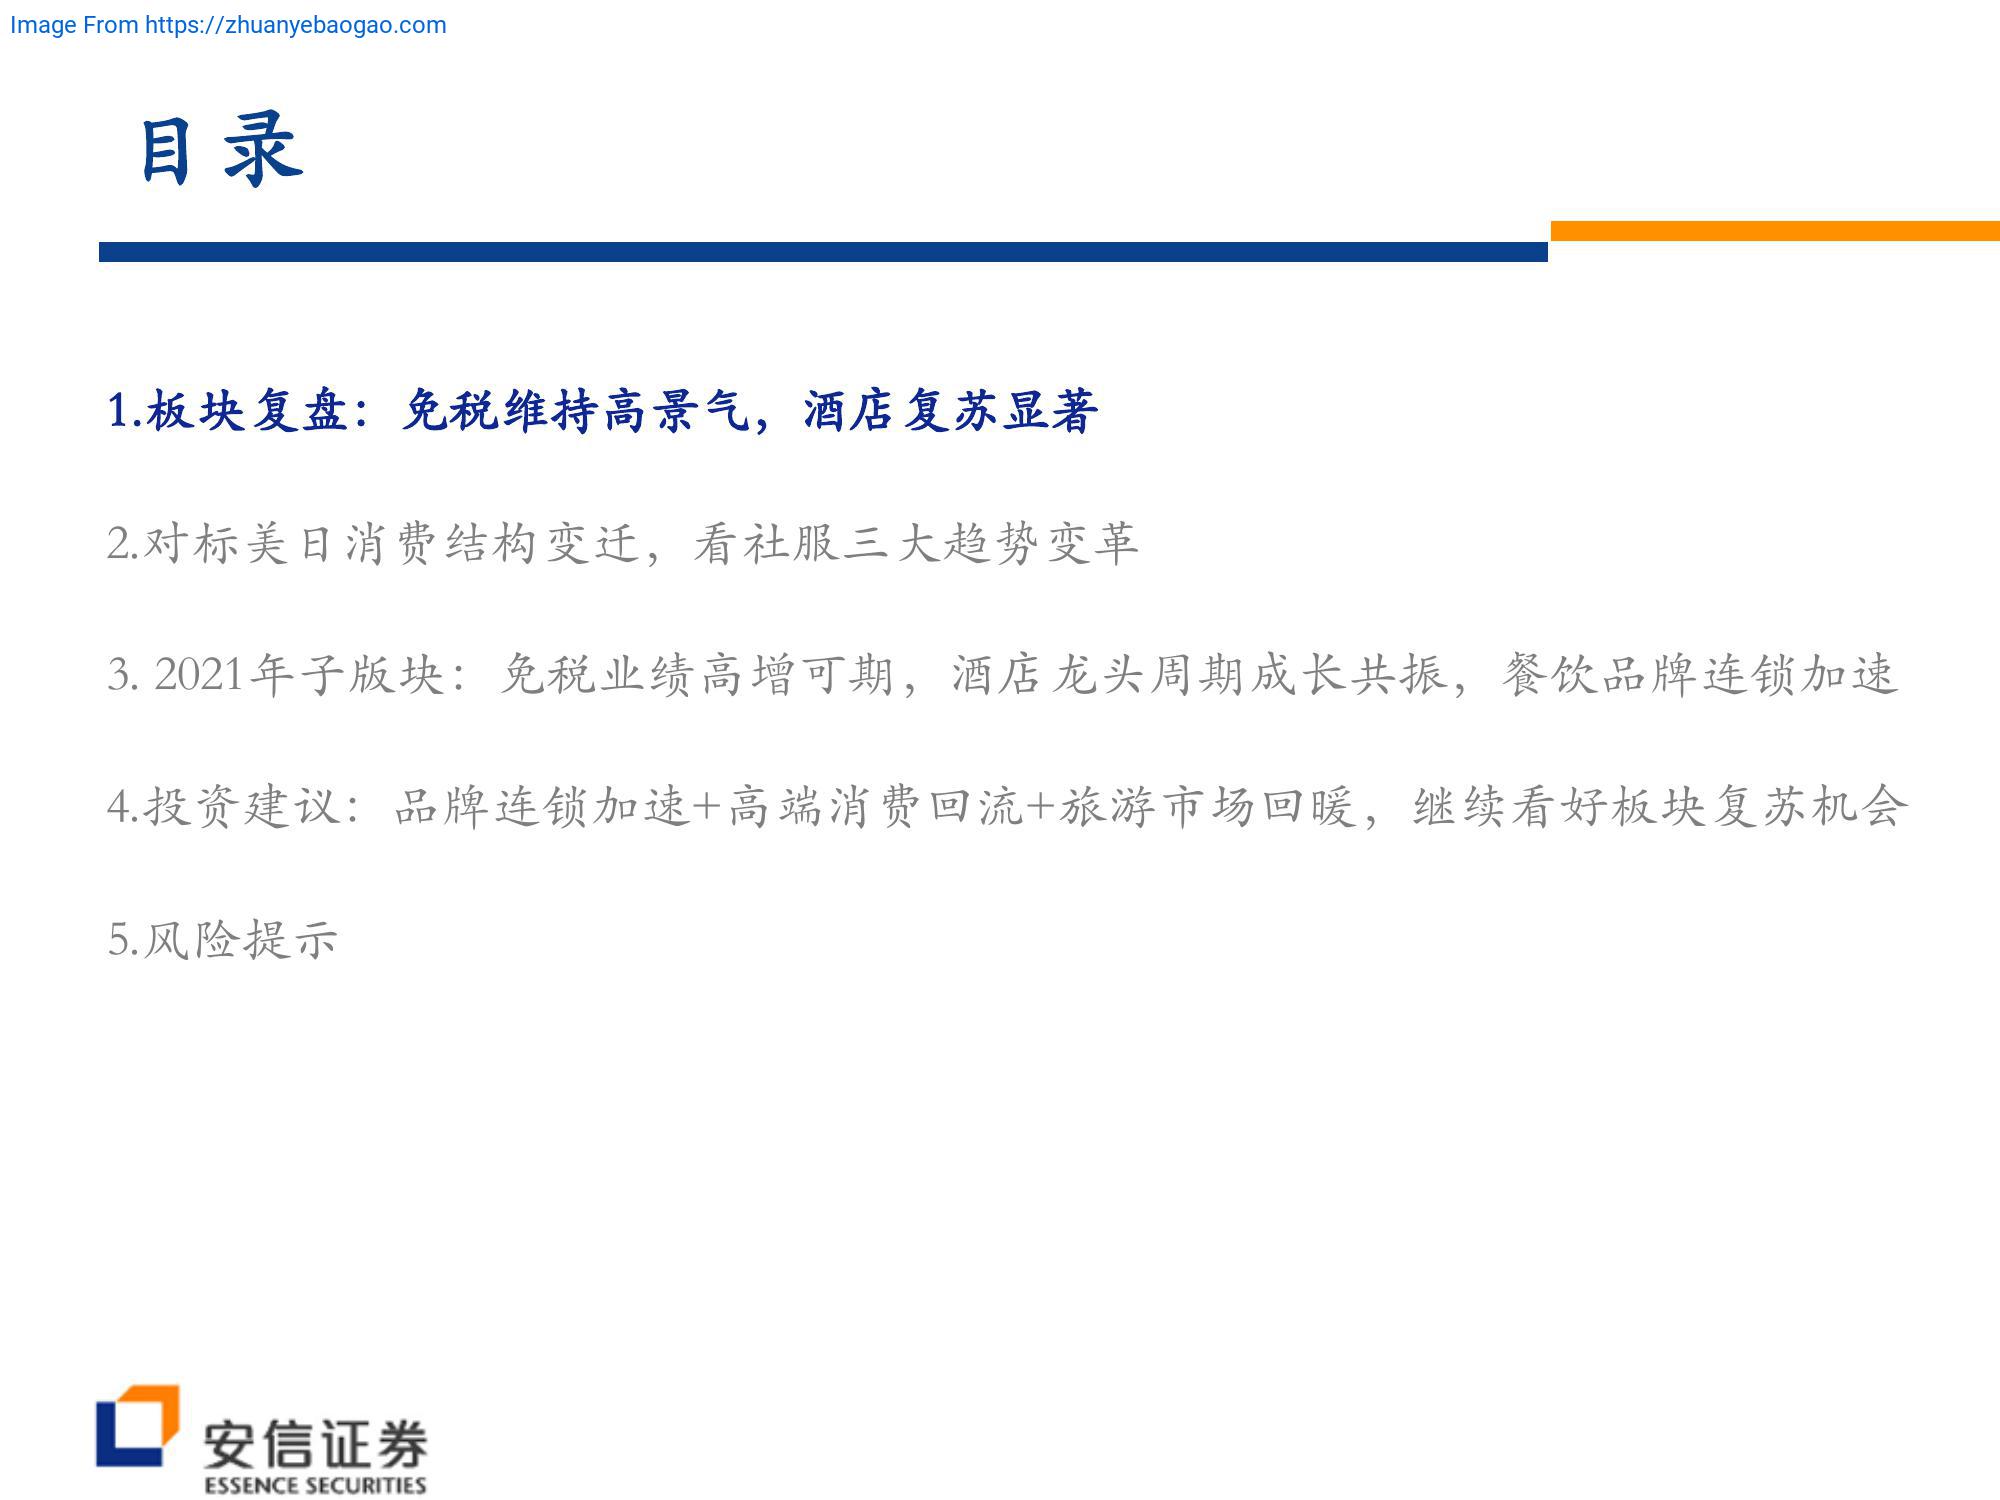 Image From https://zhuanyebaogao.com
目录
1.板块复盘：免税维持高景气，酒店复苏显著
2.对标美日消费结构变迁，看社服三大趋势变革
3. 2021年子版块：免税业绩高增可期，酒店龙头周期成长共振，餐饮品牌连锁加速
4.投资建议：品牌连锁加速+高端消费回流+旅游市场回暖，继续看好板块复苏机会
5.风险提示
安信证券
ESSENCE SECURITIES